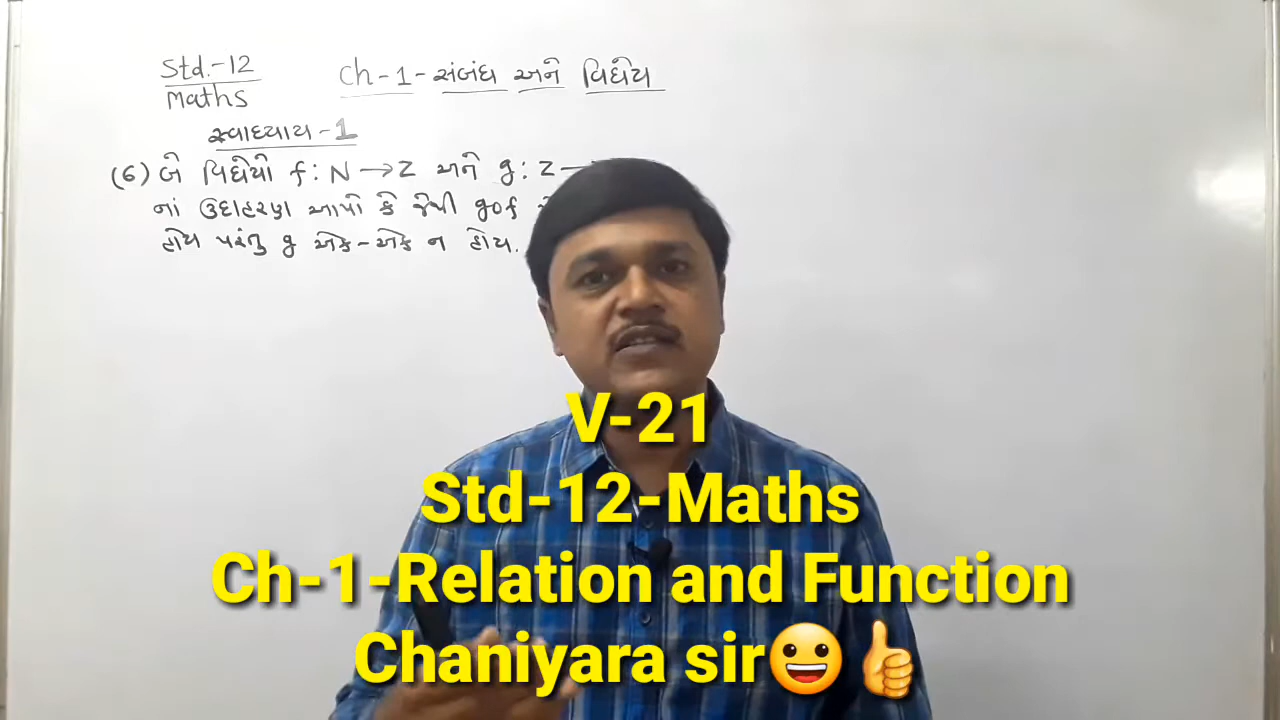 Std.-12
Maths
Ch-1-સંબંધ અને વિધેય
સ્વાધ્યાય-1
(6) બે વિધેયો f: N → Z અને g: Z →
નાં ઉદાહરણ આપો કે જેથી gof
હોય પરંતુ g એક-એક ન હોય.
V-21
Std-12-Maths
Ch-1-Relation and Function
Chaniyara sir😀👍